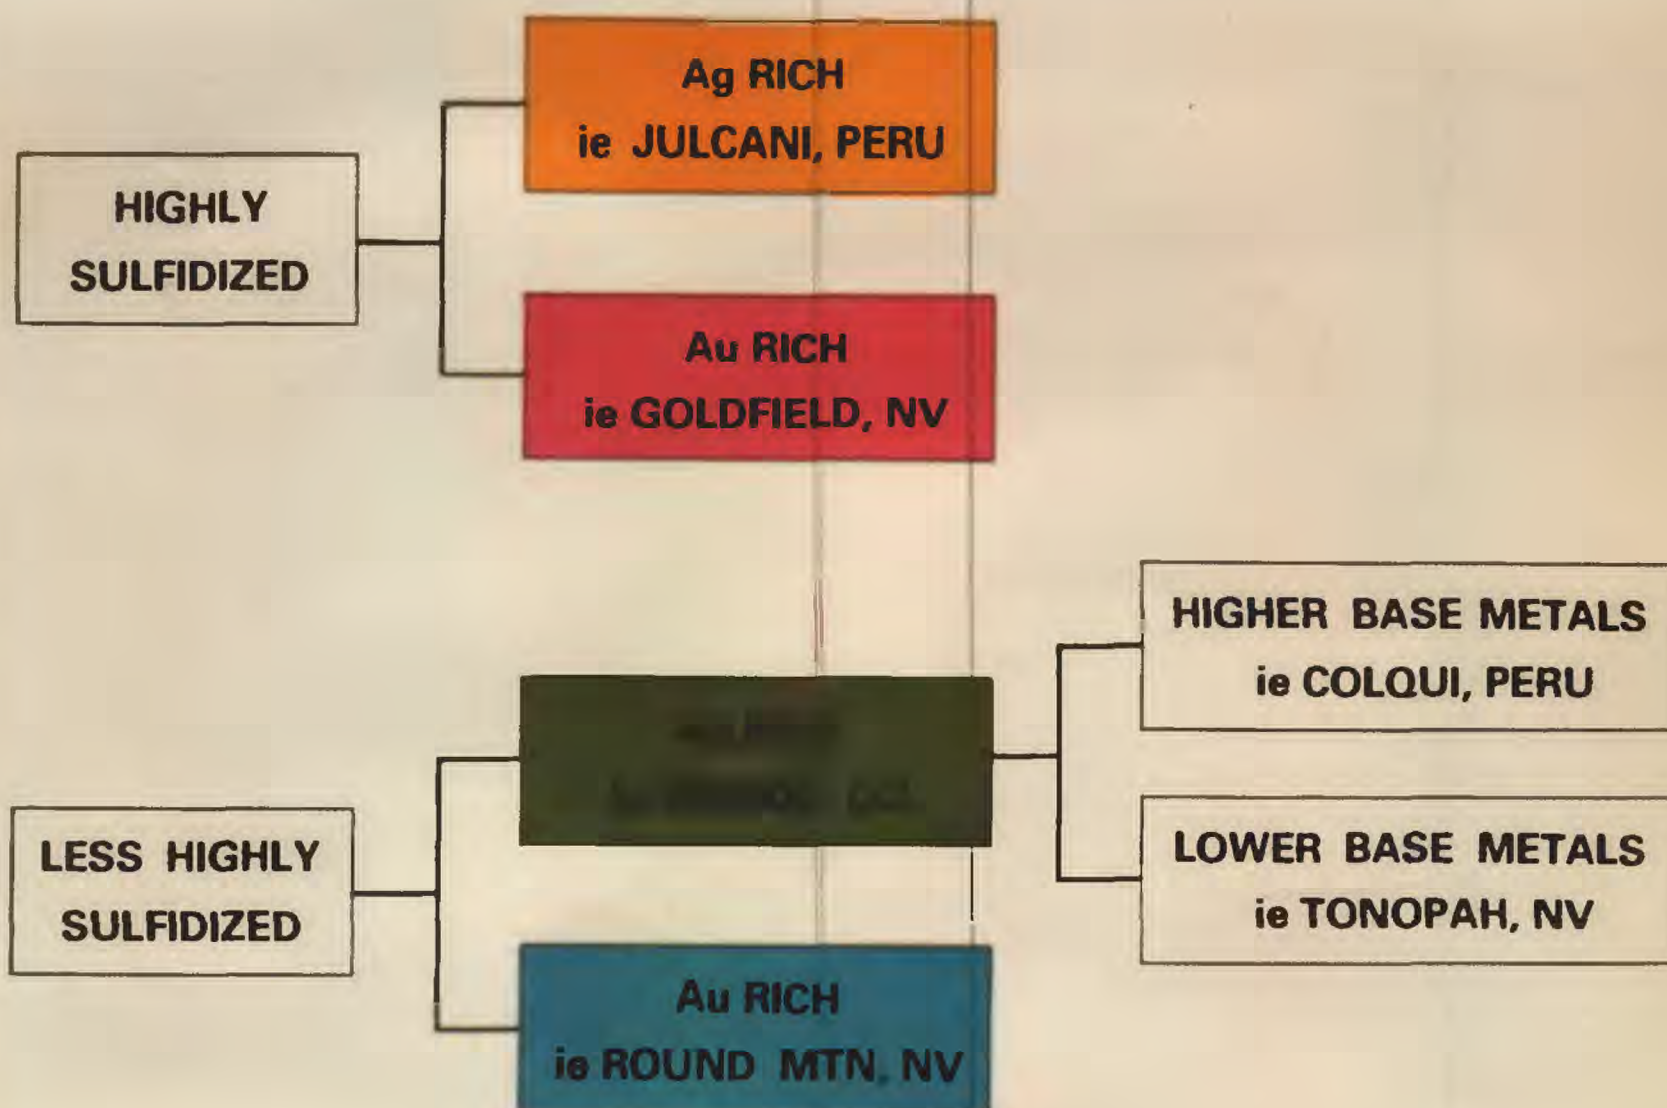 Ag RICH
ie JULCANI, PERU
HIGHLY
SULFIDIZED
Au RICH
ie GOLDFIELD, NV
HIGHER BASE METALS
ie COLQUI, PERU
LESS HIGHLY
SULFIDIZED
LOWER BASE METALS
ie TONOPAH, NV
Au RICH
ie ROUND MTN, NV